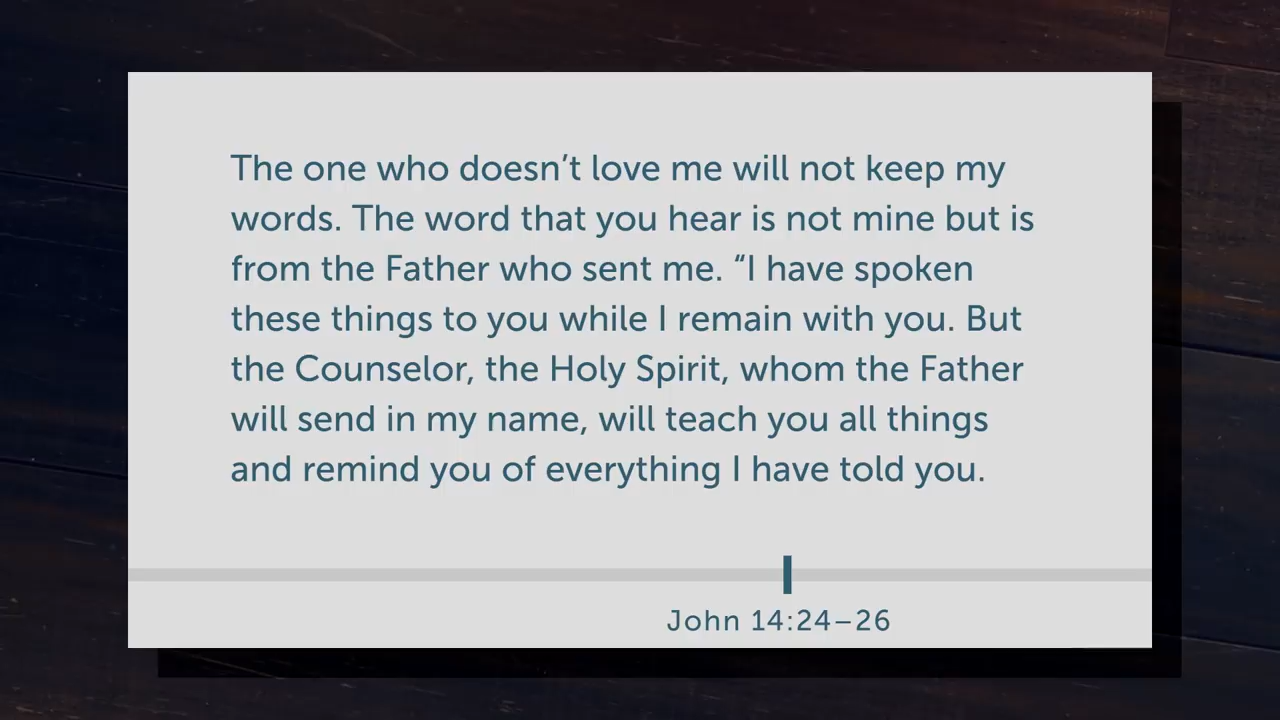 The one who doesn’t love me will not keep my
words. The word that you hear is not mine but is
from the Father who sent me. “I have spoken
these things to you while I remain with you. But
the Counselor, the Holy Spirit, whom the Father
will send in my name, will teach you all things
and remind you of everything I have told you.
John 14:24–26